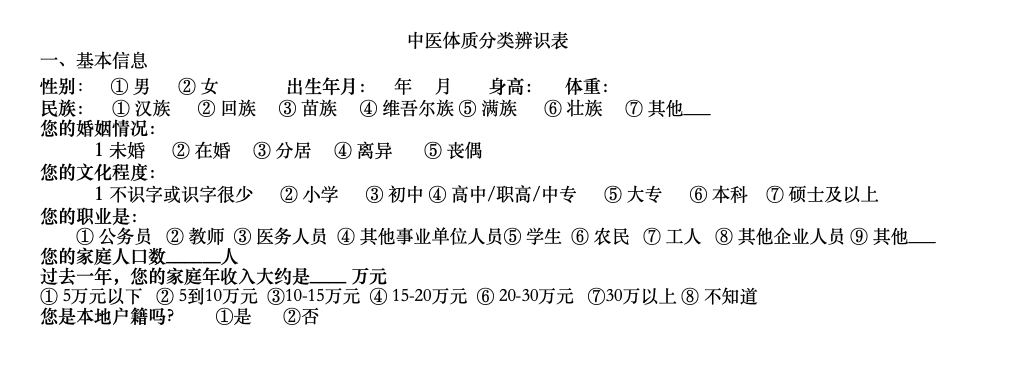 中医体质分类辨识表
一、基本信息
性别： ① 男 ② 女 出生年月： 年 月 身高： 体重：
民族： ① 汉族 ② 回族 ③ 苗族 ④ 维吾尔族 ⑤ 满族 ⑥ 壮族 ⑦ 其他___
您的婚姻情况：
1 未婚 ② 在婚 ③ 分居 ④ 离异 ⑤ 丧偶
您的文化程度：
1 不识字或识字很少 ② 小学 ③ 初中 ④ 高中/职高/中专 ⑤ 大专 ⑥ 本科 ⑦ 硕士及以上
您的职业是：
① 公务员 ② 教师 ③ 医务人员 ④ 其他事业单位人员⑤ 学生 ⑥ 农民 ⑦ 工人 ⑧ 其他企业人员 ⑨ 其他___
您的家庭人口数______人
过去一年，您的家庭年收入大约是____ 万元
① 5万元以下 ② 5到10万元 ③10-15万元 ④ 15-20万元 ⑥ 20-30万元 ⑦30万以上 ⑧ 不知道
您是本地户籍吗? ①是 ②否